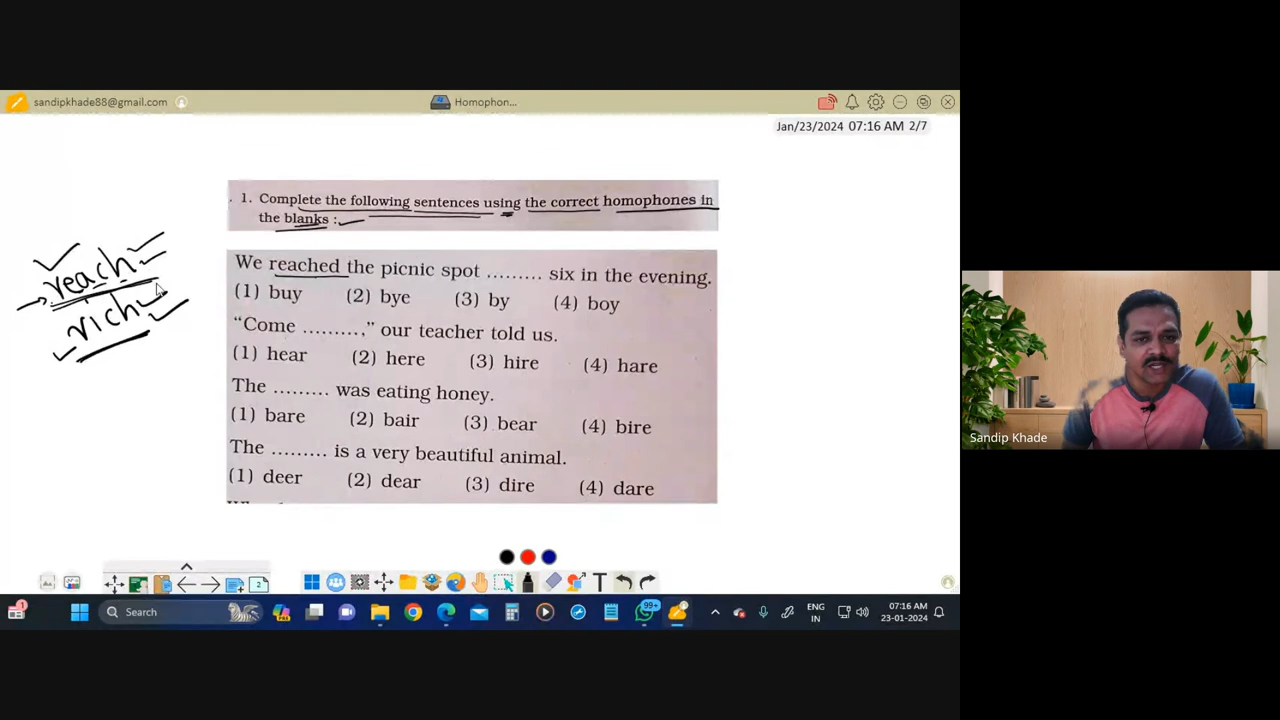 sandipkhade88@gmail.com
Homophon...
Jan/23/2024 07:16 AM 2/7
. 1. Complete the following sentences using the correct homophones in
the blanks :
reach
rich
We reached the picnic spot ......... six in the evening.
(1) buy (2) bye (3) by (4) boy
“Come ..........,” our teacher told us.
(1) hear (2) here (3) hire (4) hare
The ......... was eating honey.
(1) bare (2) bair (3) bear (4) bire
The ......... is a very beautiful animal.
(1) deer (2) dear (3) dire (4) dare
Sandip Khade
2
T
1
Search
PRE
99+
ENG
IN
07:16 AM
23-01-2024